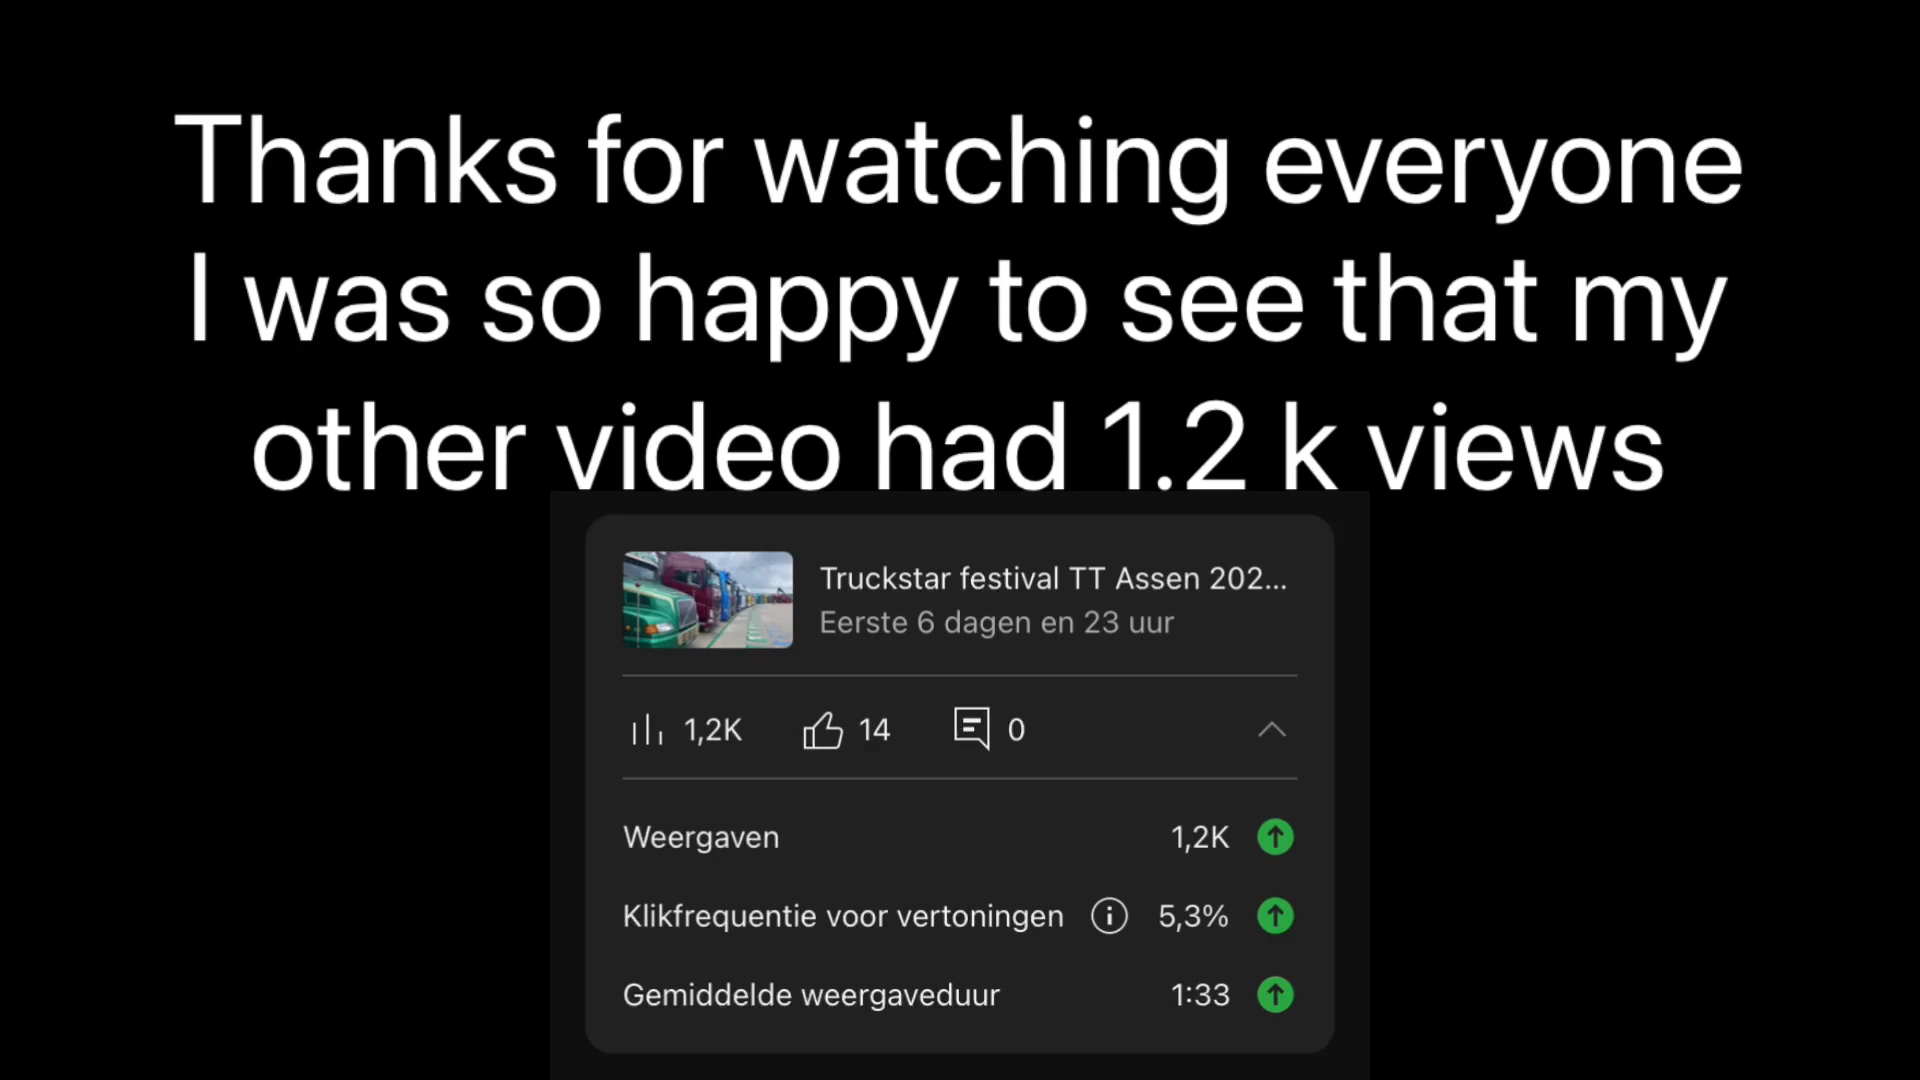 Thanks for watching everyone
I was so happy to see that my
other video had 1.2 k views
Truckstar festival TT Assen 202...
Eerste 6 dagen en 23 uur
1,2K 14 0
Weergaven 1,2K
Klikfrequentie voor vertoningen 5,3%
Gemiddelde weergaveduur 1:33